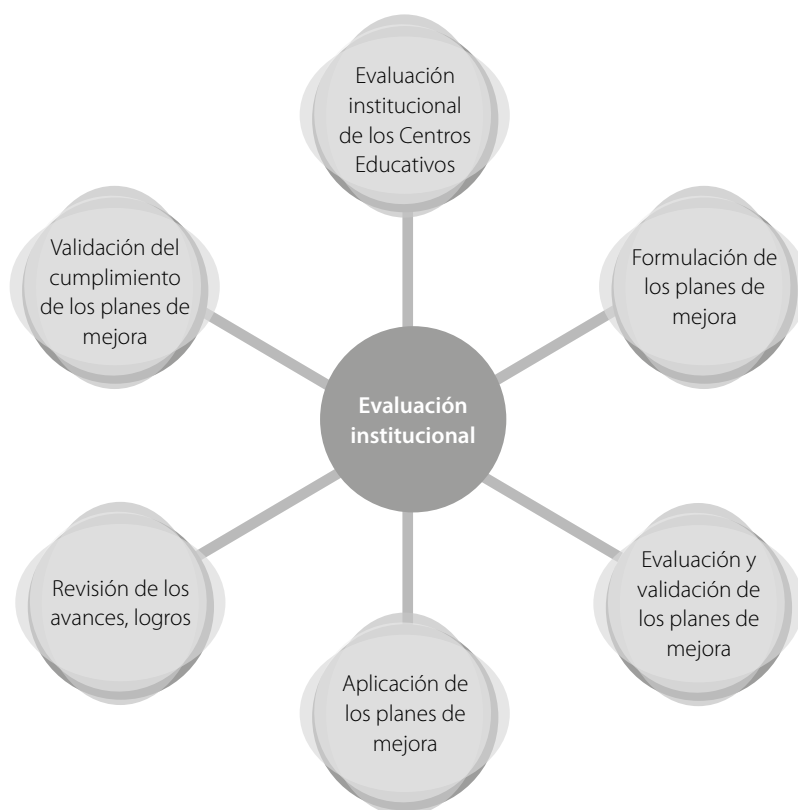 Evaluación
institucional
de los Centros
Educativos
Formulación de
los planes de
mejora
Evaluación y
validación de
los planes de
mejora
Aplicación de
los planes de
mejora
Revisión de los
avances, logros
Validación del
cumplimiento
de los planes de
mejora
Evaluación
institucional